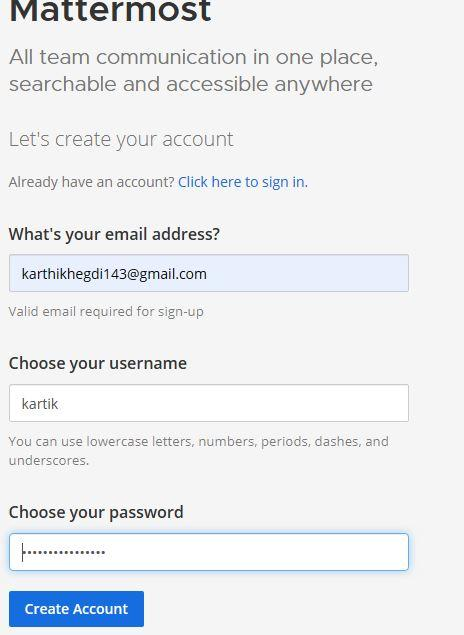 Mattermost
All team communication in one place,
searchable and accessible anywhere
Let's create your account
Already have an account? Click here to sign in.
What's your email address?
karthikhegdi143@gmail.com
Valid email required for sign-up
Choose your username
kartik
You can use lowercase letters, numbers, periods, dashes, and
underscores.
Choose your password
••••••••••••••••
Create Account